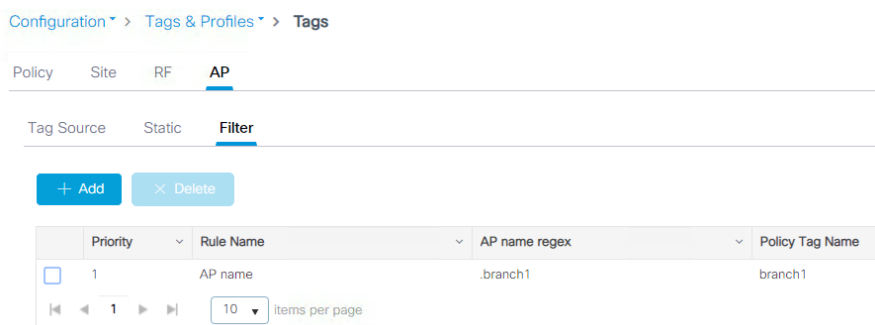 Configuration > Tags & Profiles > Tags
Policy Site RF AP
Tag Source Static Filter
+ Add × Delete
Priority Rule Name AP name regex Policy Tag Name
1 AP name .branch1 branch1
1 10 items per page